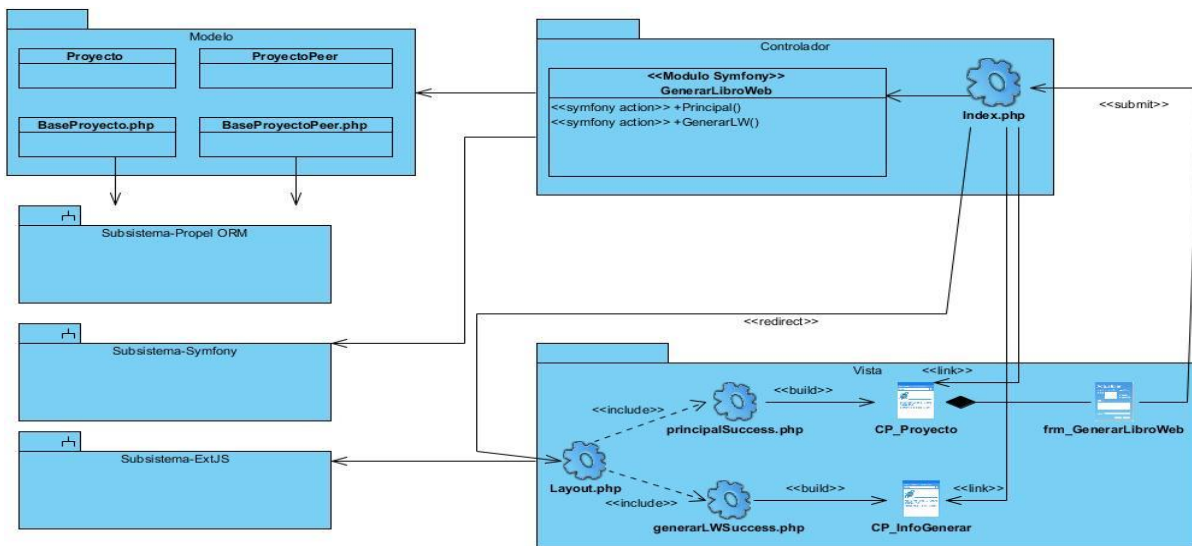 Modelo
Proyecto
ProyectoPeer
BaseProyecto.php
BaseProyectoPeer.php
Controlador
<<Modulo Symfony>>
GenerarLibroWeb
<<symfony action>> +Principal()
<<symfony action>> +GenerarLW()
Index.php
<<submit>>
Subsistema-Propel ORM
<<redirect>>
Subsistema-Symfony
Vista
<<link>>
<<build>>
<<include>>
principalSuccess.php
CP_Proyecto
frm_GenerarLibroWeb
Subsistema-ExtJS
Layout.php
<<include>>
<<build>>
<<link>>
generarLWSuccess.php
CP_InfoGenerar